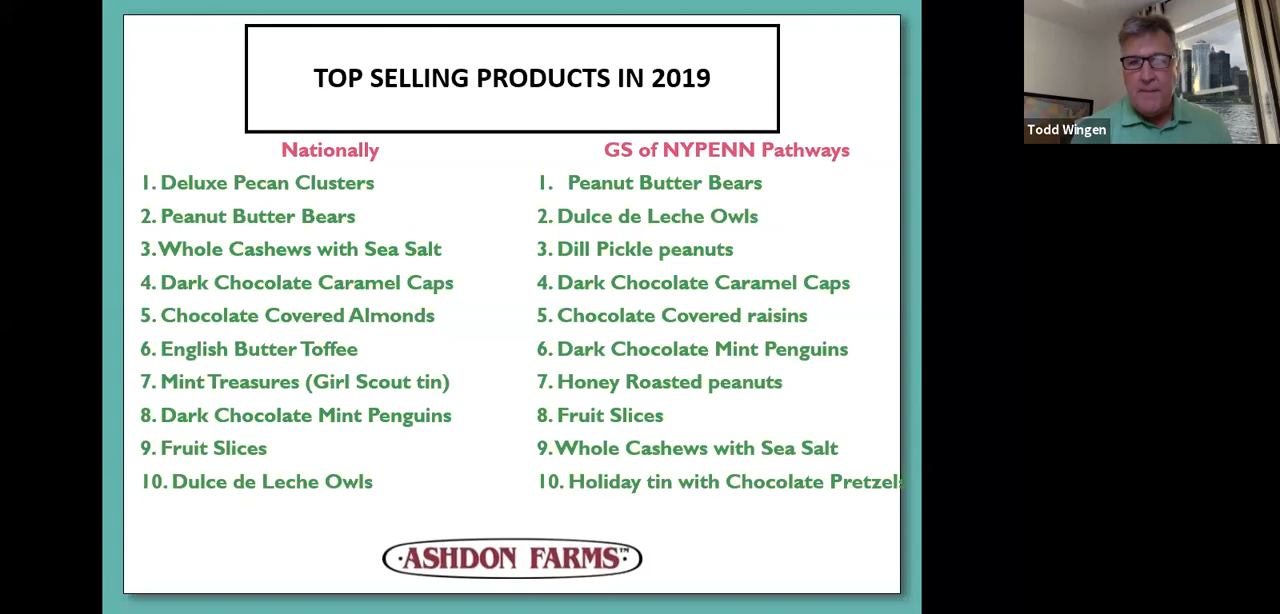 TOP SELLING PRODUCTS IN 2019
Nationally
1. Deluxe Pecan Clusters
2. Peanut Butter Bears
3. Whole Cashews with Sea Salt
4. Dark Chocolate Caramel Caps
5. Chocolate Covered Almonds
6. English Butter Toffee
7. Mint Treasures (Girl Scout tin)
8. Dark Chocolate Mint Penguins
9. Fruit Slices
10. Dulce de Leche Owls
GS of NYPENN Pathways
1. Peanut Butter Bears
2. Dulce de Leche Owls
3. Dill Pickle peanuts
4. Dark Chocolate Caramel Caps
5. Chocolate Covered raisins
6. Dark Chocolate Mint Penguins
7. Honey Roasted peanuts
8. Fruit Slices
9. Whole Cashews with Sea Salt
10. Holiday tin with Chocolate Pretzels
·ASHDON FARMS·™
Todd Wingen